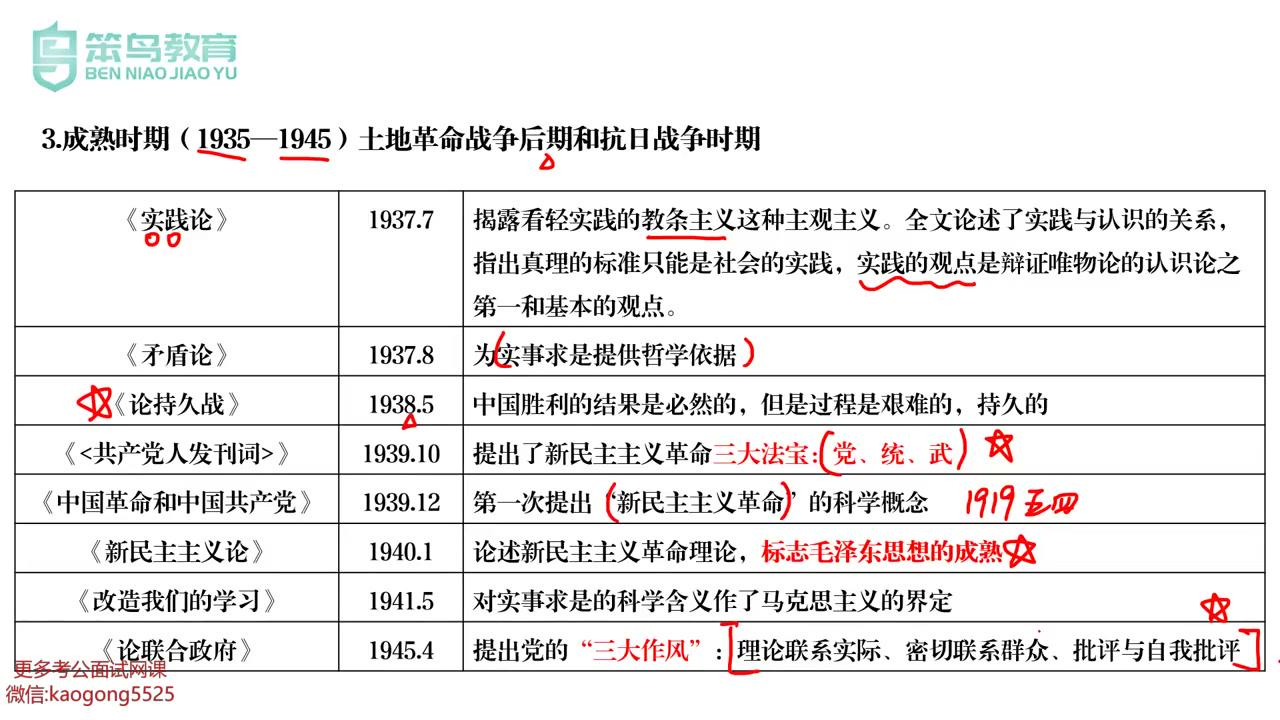 笨鸟教育
BEN NIAO JIAO YU
3.成熟时期（1935—1945）土地革命战争后期和抗日战争时期
《实践论》 1937.7 揭露看轻实践的教条主义这种主观主义。全文论述了实践与认识的关系，
指出真理的标准只能是社会的实践，实践的观点是辩证唯物论的认识论之
第一和基本的观点。
《矛盾论》 1937.8 为实事求是提供哲学依据
《论持久战》 1938.5 中国胜利的结果是必然的，但是过程是艰难的，持久的
《<共产党人发刊词>》 1939.10 提出了新民主主义革命三大法宝：党、统、武
《中国革命和中国共产党》 1939.12 第一次提出“新民主主义革命”的科学概念 1919 五四
《新民主主义论》 1940.1 论述新民主主义革命理论，标志毛泽东思想的成熟
《改造我们的学习》 1941.5 对实事求是的科学含义作了马克思主义的界定
《论联合政府》 1945.4 提出党的“三大作风”：理论联系实际、密切联系群众、批评与自我批评
更多考公面试网课
微信:kaogong5525